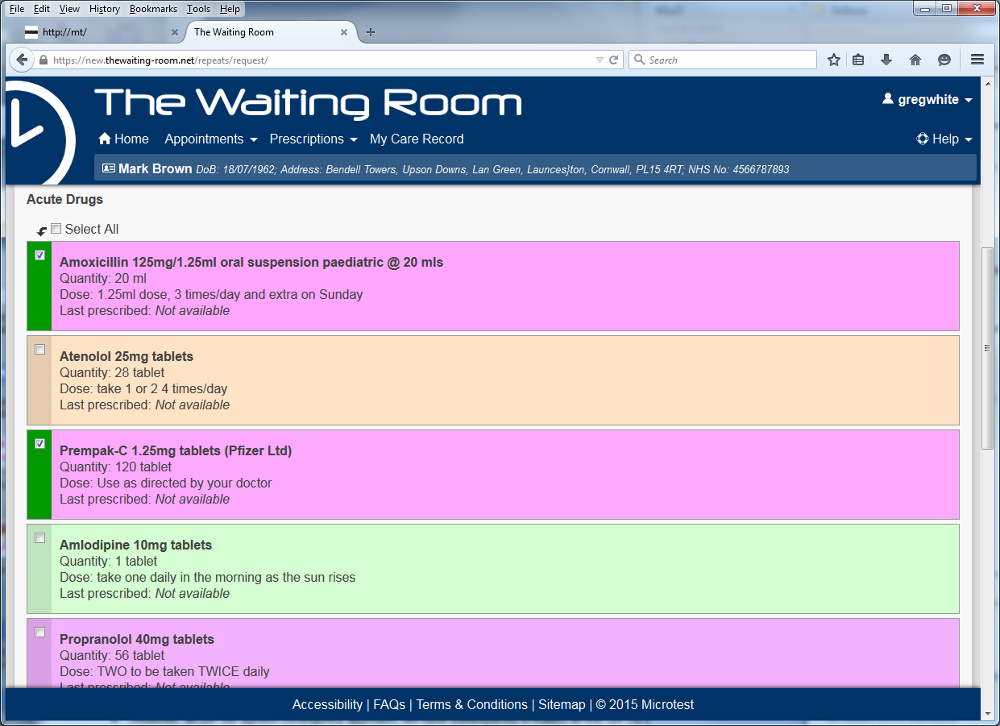 File Edit View History Bookmarks Tools Help
http://mt/ The Waiting Room
https://new.thewaiting-room.net/repeats/request/ Search
The Waiting Room
gregwhite
Home Appointments Prescriptions My Care Record Help
Mark Brown DoB: 18/07/1962; Address: Bendell Towers, Upson Downs, Lan Green, Launces}ton, Cornwall, PL15 4RT; NHS No: 4566787893
Acute Drugs
Select All
Amoxicillin 125mg/1.25ml oral suspension paediatric @ 20 mls
Quantity: 20 ml
Dose: 1.25ml dose, 3 times/day and extra on Sunday
Last prescribed: Not available
Atenolol 25mg tablets
Quantity: 28 tablet
Dose: take 1 or 2 4 times/day
Last prescribed: Not available
Prempak-C 1.25mg tablets (Pfizer Ltd)
Quantity: 120 tablet
Dose: Use as directed by your doctor
Last prescribed: Not available
Amlodipine 10mg tablets
Quantity: 1 tablet
Dose: take one daily in the morning as the sun rises
Last prescribed: Not available
Propranolol 40mg tablets
Quantity: 56 tablet
Dose: TWO to be taken TWICE daily
Last prescribed: Not available
Accessibility | FAQs | Terms & Conditions | Sitemap | © 2015 Microtest